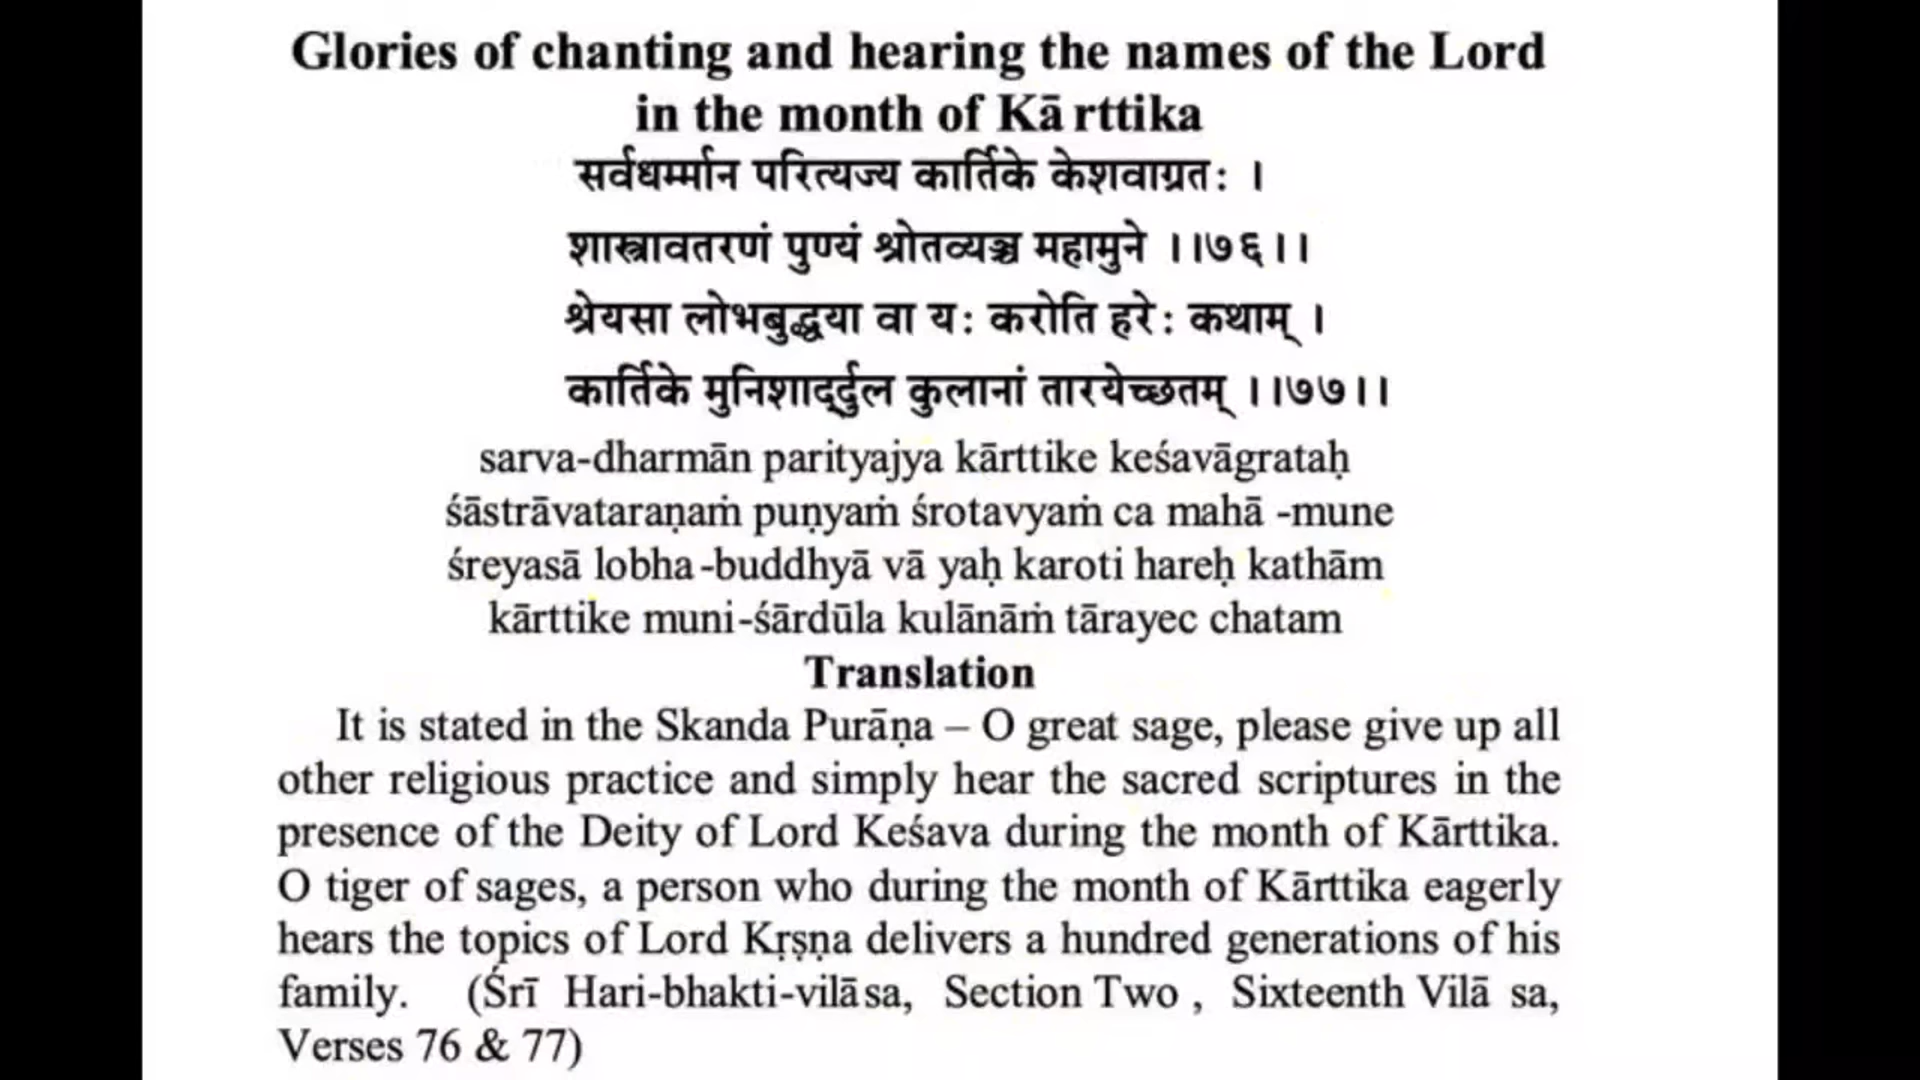 Glories of chanting and hearing the names of the Lord
in the month of Kā rttika
सर्वधर्म्मान परित्यज्य कार्तिके केशवाग्रतः ।
शास्त्रावतरणं पुण्यं श्रोतव्यञ्च महामुने ।।७६।।
श्रेयसा लोभबुद्धया वा यः करोति हरेः कथाम् ।
कार्तिके मुनिशार्द्दुल कुलानां तारयेच्छतम् ।।७७।।
sarva-dharmān parityajya kārttike keśavāgrataḥ
śāstrāvataraṇaṁ puṇyaṁ śrotavyaṁ ca mahā -mune
śreyasā lobha-buddhyā vā yaḥ karoti hareḥ kathām
kārttike muni-śārdūla kulānāṁ tārayec chatam
Translation
It is stated in the Skanda Purāṇa – O great sage, please give up all
other religious practice and simply hear the sacred scriptures in the
presence of the Deity of Lord Keśava during the month of Kārttika.
O tiger of sages, a person who during the month of Kārttika eagerly
hears the topics of Lord Kṛṣṇa delivers a hundred generations of his
family. (Śrī Hari-bhakti-vilāsa, Section Two , Sixteenth Vilā sa,
Verses 76 & 77)